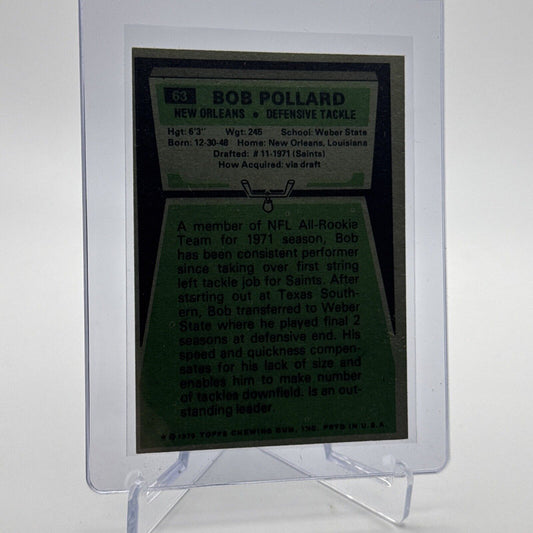 63 BOB POLLARD
NEW ORLEANS • DEFENSIVE TACKLE
Hgt: 6'3" Wgt: 245 School: Weber State
Born: 12-30-48 Home: New Orleans, Louisiana
Drafted: #11-1971 (Saints)
How Acquired: via draft
A member of NFL All-Rookie
Team for 1971 season, Bob
has been consistent performer
since taking over first string
left tackle job for Saints. After
starting out at Texas South-
ern, Bob transferred to Weber
State where he played final 2
seasons at defensive end. His
speed and quickness compen-
sates for his lack of size and
enables him to make number
of tackles downfield. Is an out-
standing leader.
© 1975 TOPPS CHEWING GUM, INC. PRTD IN U.S.A.